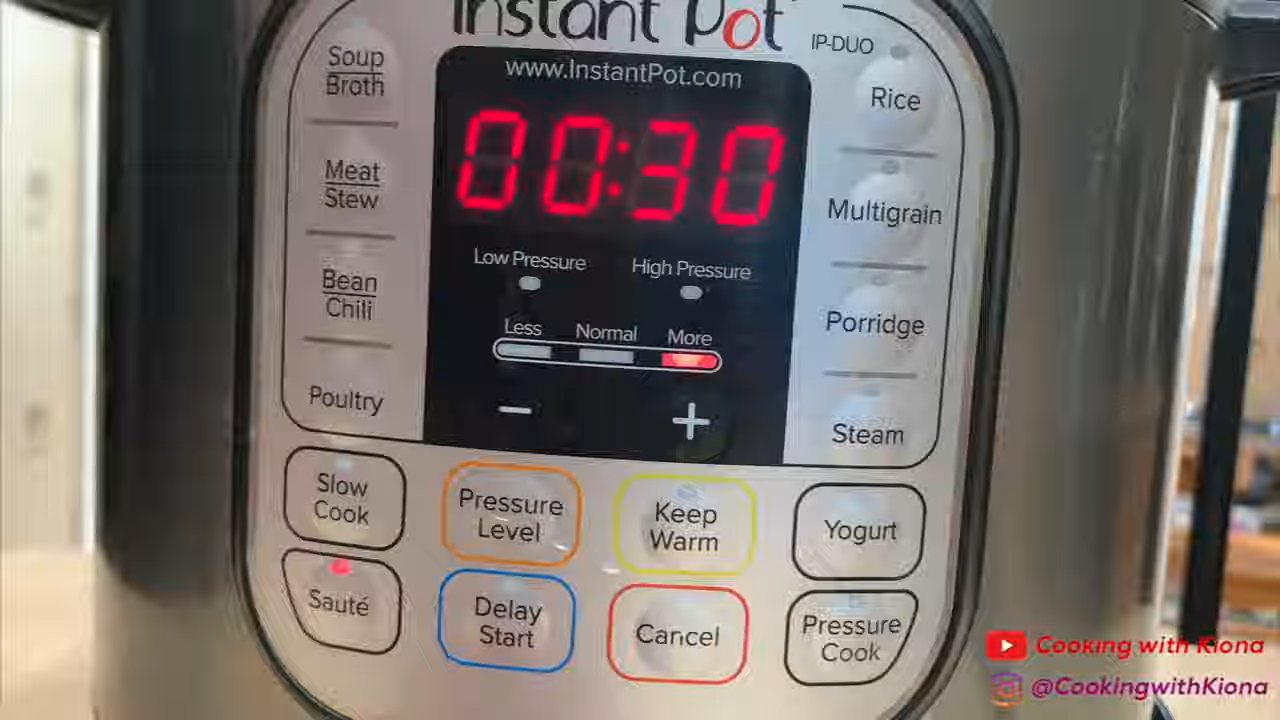 Instant Pot
IP-DUO
www.InstantPot.com
00:30
Soup
Broth
Meat
Stew
Bean
Chili
Poultry
Low Pressure
High Pressure
Less
Normal
More
−
+
Rice
Multigrain
Porridge
Steam
Slow
Cook
Pressure
Level
Keep
Warm
Yogurt
Sauté
Delay
Start
Cancel
Pressure
Cook
Cooking with Kiona
@CookingwithKiona